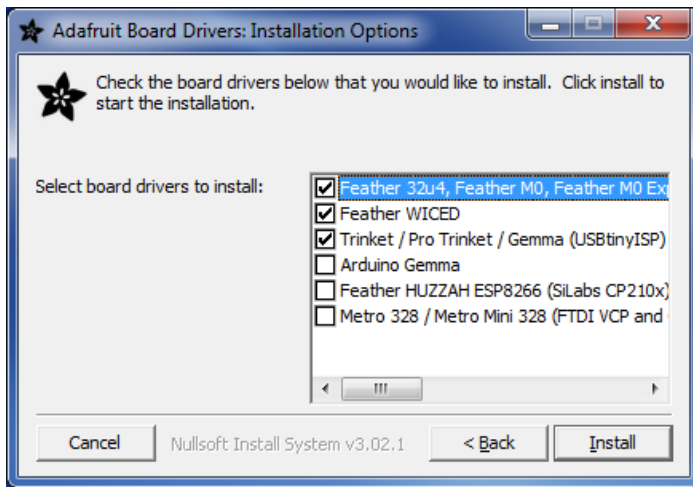 Adafruit Board Drivers: Installation Options
Check the board drivers below that you would like to install. Click install to
start the installation.
Select board drivers to install:
Feather 32u4, Feather M0, Feather M0 Exp
Feather WICED
Trinket / Pro Trinket / Gemma (USBtinyISP)
Arduino Gemma
Feather HUZZAH ESP8266 (SiLabs CP210x)
Metro 328 / Metro Mini 328 (FTDI VCP and
Cancel
Nullsoft Install System v3.02.1
< Back
Install